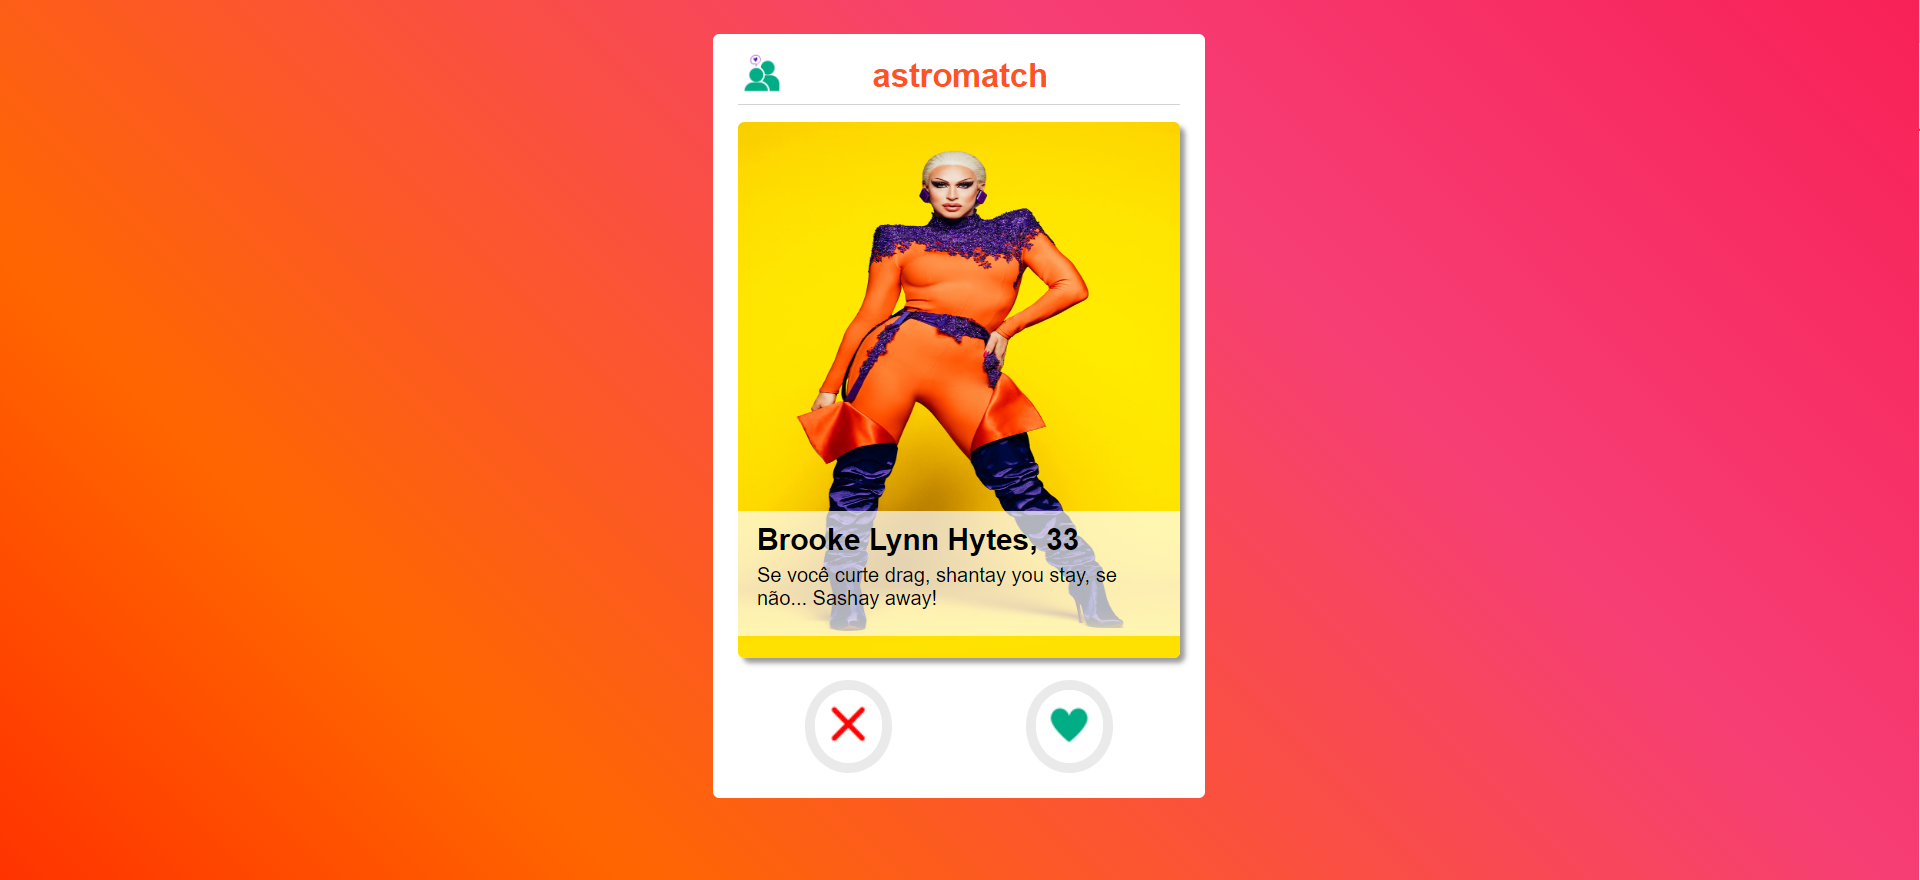 astromatch
Brooke Lynn Hytes, 33
Se você curte drag, shantay you stay, se
não... Sashay away!